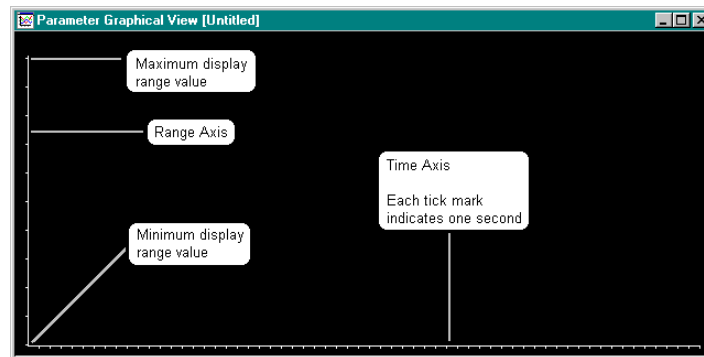 Parameter Graphical View [Untitled]
Maximum display
range value
Range Axis
Time Axis
Each tick mark
indicates one second
Minimum display
range value